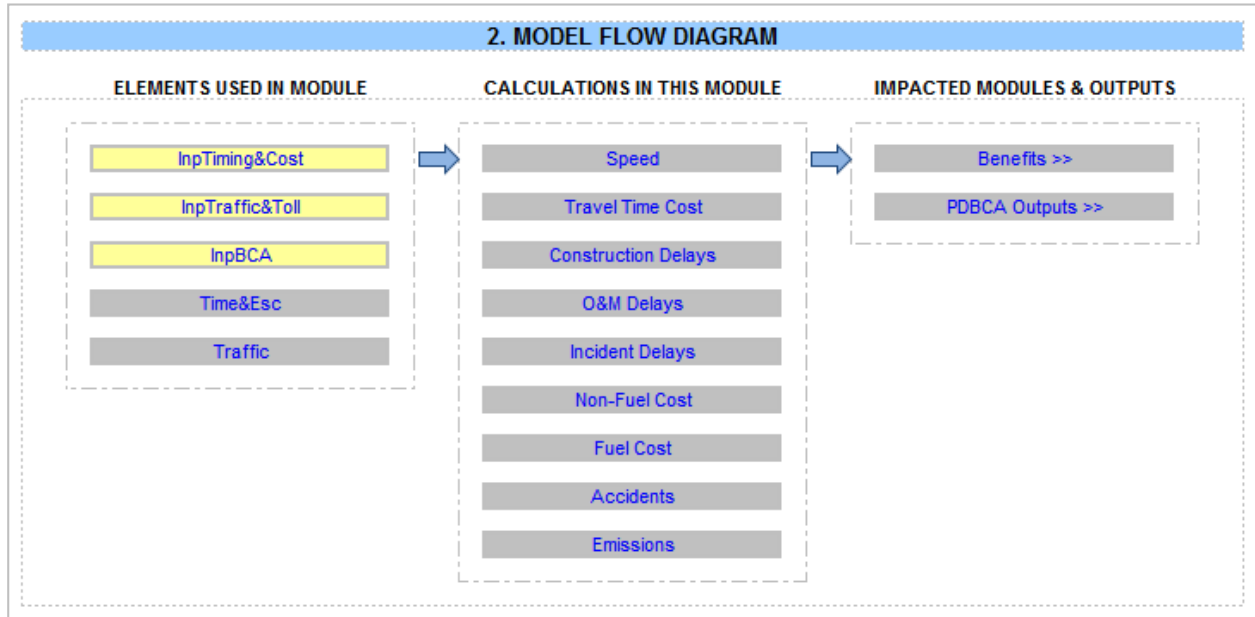 2. MODEL FLOW DIAGRAM
ELEMENTS USED IN MODULE
InpTiming&Cost
InpTraffic&Toll
InpBCA
Time&Esc
Traffic
CALCULATIONS IN THIS MODULE
Speed
Travel Time Cost
Construction Delays
O&M Delays
Incident Delays
Non-Fuel Cost
Fuel Cost
Accidents
Emissions
IMPACTED MODULES & OUTPUTS
Benefits >>
PDBCA Outputs >>